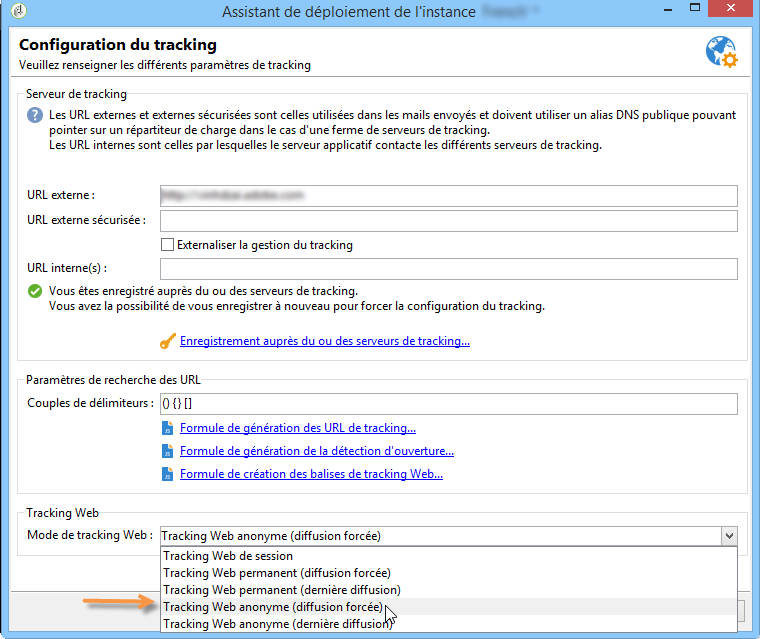 Assistant de déploiement de l'instance
Configuration du tracking
Veuillez renseigner les différents paramètres de tracking
Serveur de tracking
Les URL externes et externes sécurisées sont celles utilisées dans les mails envoyés et doivent utiliser un alias DNS publique pouvant
pointer sur un répartiteur de charge dans le cas d'une ferme de serveurs de tracking.
Les URL internes sont celles par lesquelles le serveur applicatif contacte les différents serveurs de tracking.
URL externe :
URL externe sécurisée :
Externaliser la gestion du tracking
URL interne(s) :
Vous êtes enregistré auprès du ou des serveurs de tracking.
Vous avez la possibilité de vous enregistrer à nouveau pour forcer la configuration du tracking.
Enregistrement auprès du ou des serveurs de tracking...
Paramètres de recherche des URL
Couples de délimiteurs : () {} []
Formule de génération des URL de tracking...
Formule de génération de la détection d'ouverture...
Formule de création des balises de tracking Web...
Tracking Web
Mode de tracking Web : Tracking Web anonyme (diffusion forcée)
Tracking Web de session
Tracking Web permanent (diffusion forcée)
Tracking Web permanent (dernière diffusion)
Tracking Web anonyme (diffusion forcée)
Tracking Web anonyme (dernière diffusion)